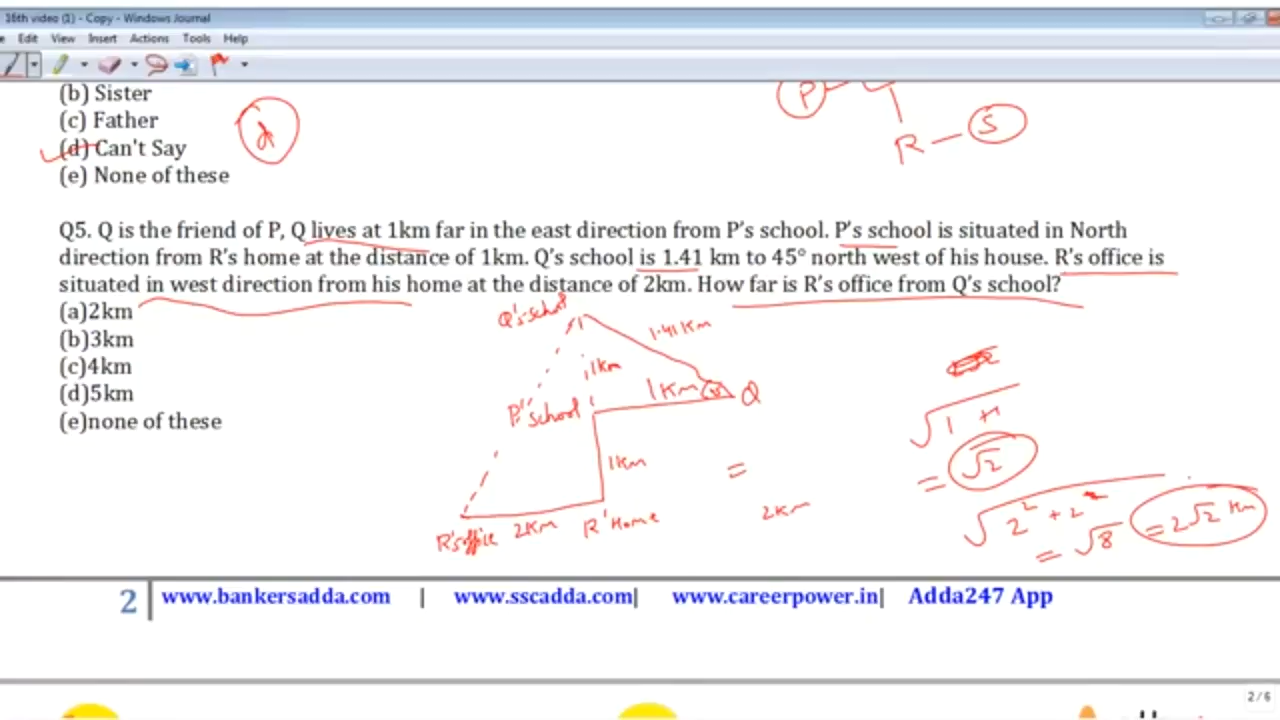 16th video (1) - Copy - Windows Journal
Edit View Insert Actions Tools Help
(b) Sister
(c) Father
(d) Can't Say
(e) None of these
d
P
R
S
Q5. Q is the friend of P, Q lives at 1km far in the east direction from P's school. P's school is situated in North
direction from R's home at the distance of 1km. Q's school is 1.41 km to 45° north west of his house. R's office is
situated in west direction from his home at the distance of 2km. How far is R's office from Q's school?
(a)2km
(b)3km
(c)4km
(d)5km
(e)none of these
Q's school
1.41 Km
1km
1Km
Q
P's school
1km
R's office 2Km R' Home
=
2Km
√1 + 1
= √2
√2² + 2²
= √8 = 2√2 Km
2 | www.bankersadda.com | www.sscadda.com| www.careerpower.in| Adda247 App
2/6